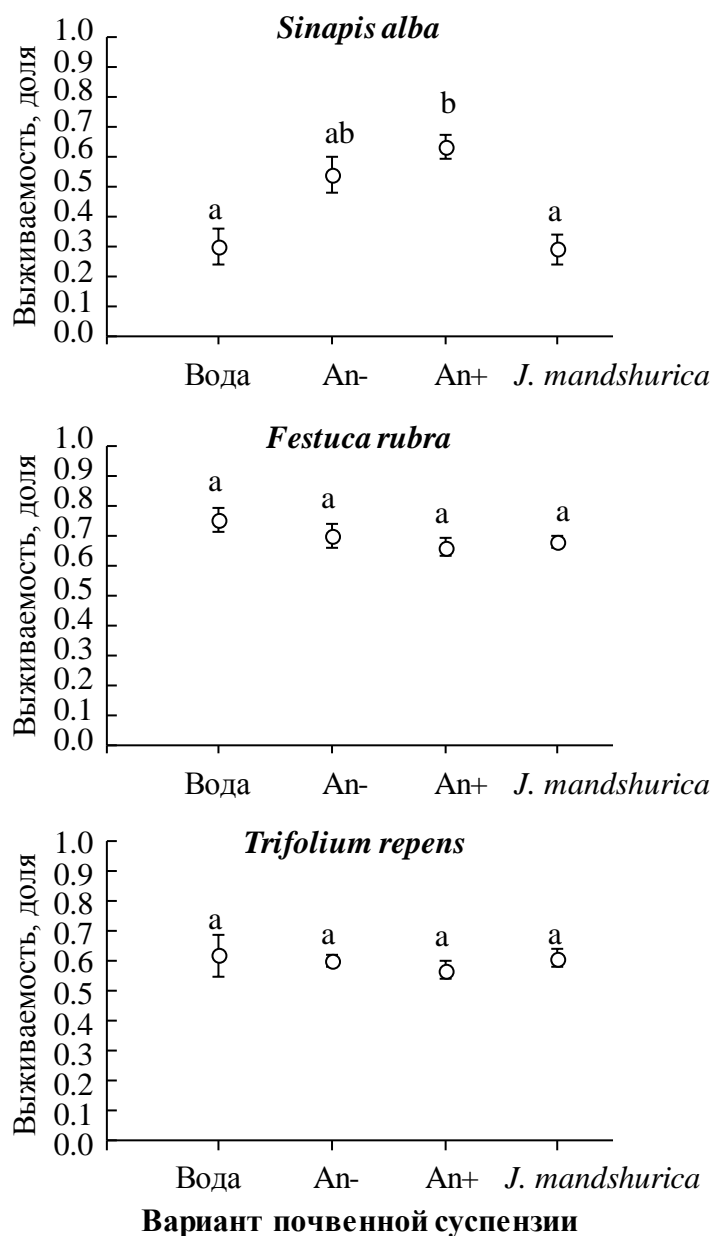 Sinapis alba
Выживаемость, доля
1.0
0.9
0.8
0.7
0.6
0.5
0.4
0.3
0.2
0.1
0.0
a
ab
b
a
Вода An- An+ J. mandshurica
Festuca rubra
Выживаемость, доля
1.0
0.9
0.8
0.7
0.6
0.5
0.4
0.3
0.2
0.1
0.0
a
a
a
a
Вода An- An+ J. mandshurica
Trifolium repens
Выживаемость, доля
1.0
0.9
0.8
0.7
0.6
0.5
0.4
0.3
0.2
0.1
0.0
a
a
a
a
Вода An- An+ J. mandshurica
Вариант почвенной суспензии